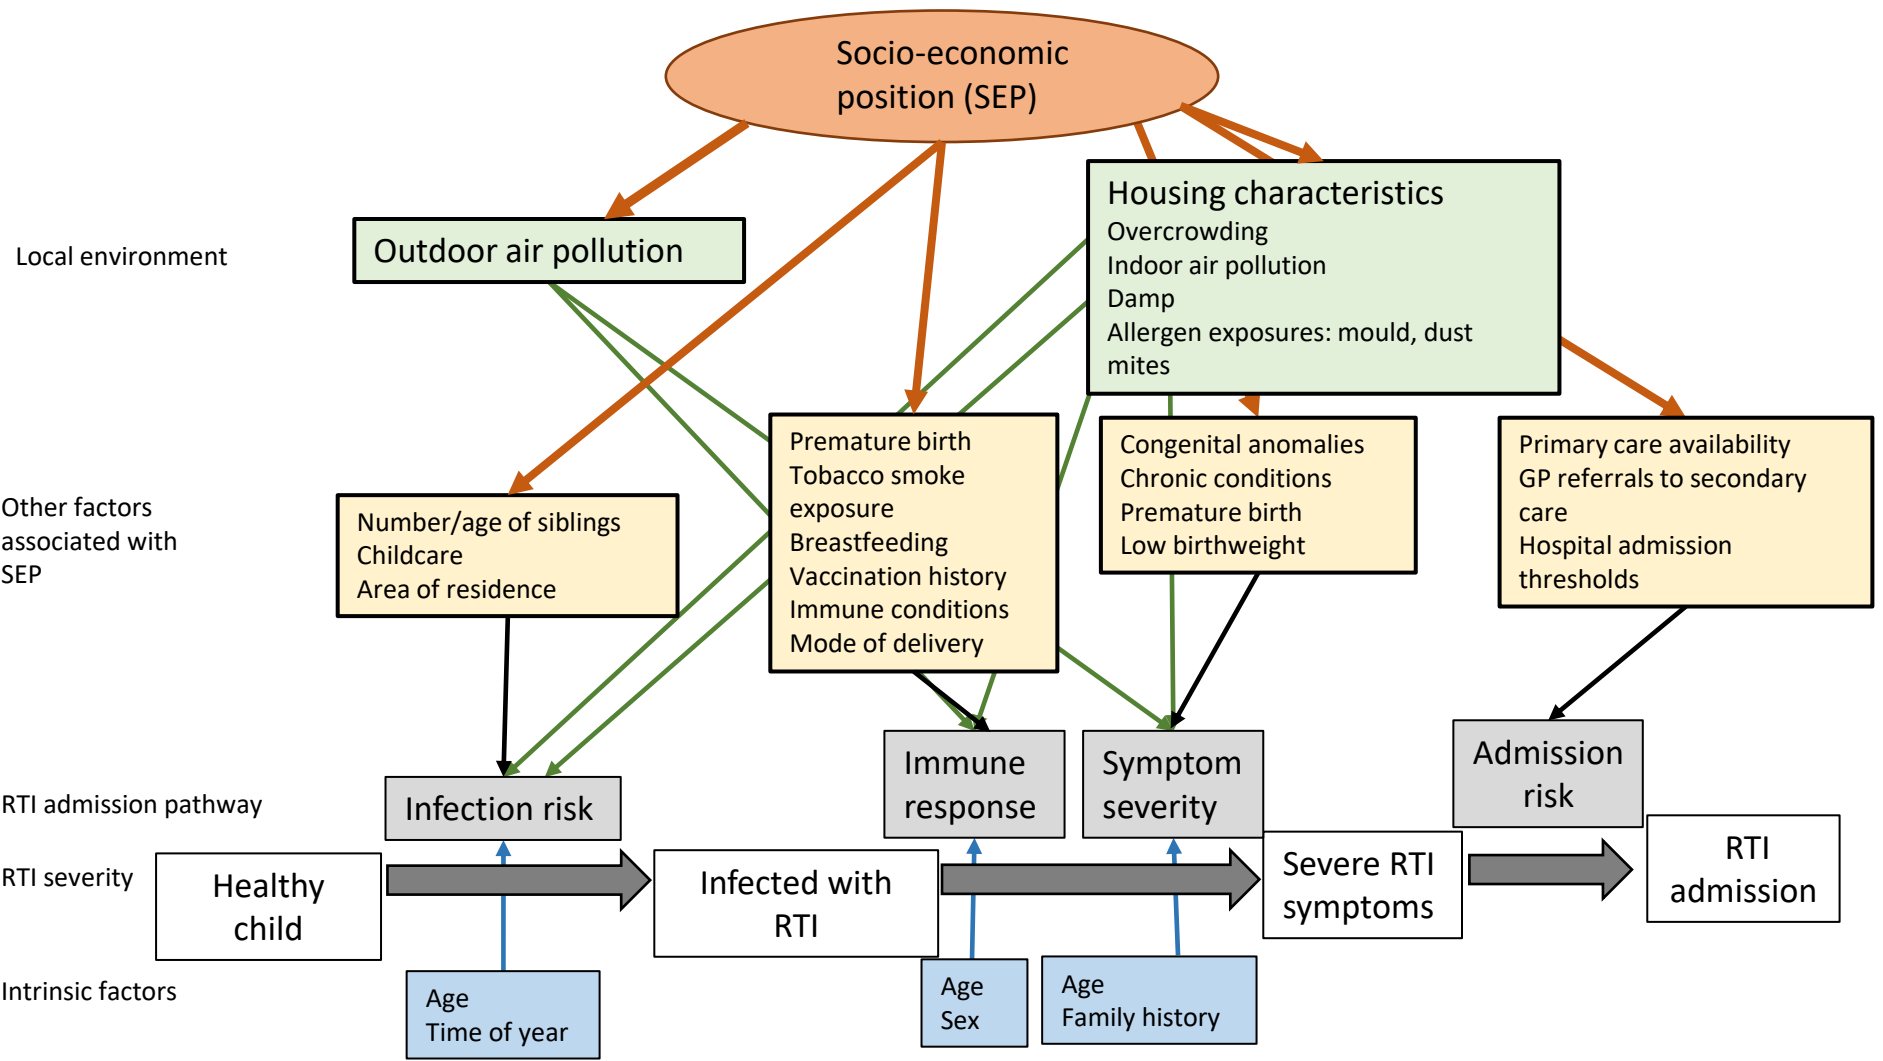 Socio-economic
position (SEP)
Local environment
Outdoor air pollution
Housing characteristics
Overcrowding
Indoor air pollution
Damp
Allergen exposures: mould, dust
mites
Other factors
associated with
SEP
Number/age of siblings
Childcare
Area of residence
Premature birth
Tobacco smoke
exposure
Breastfeeding
Vaccination history
Immune conditions
Mode of delivery
Congenital anomalies
Chronic conditions
Premature birth
Low birthweight
Primary care availability
GP referrals to secondary
care
Hospital admission
thresholds
RTI admission pathway
Infection risk
Immune
response
Symptom
severity
Admission
risk
RTI severity
Healthy
child
Infected with
RTI
Severe RTI
symptoms
RTI
admission
Intrinsic factors
Age
Time of year
Age
Sex
Age
Family history